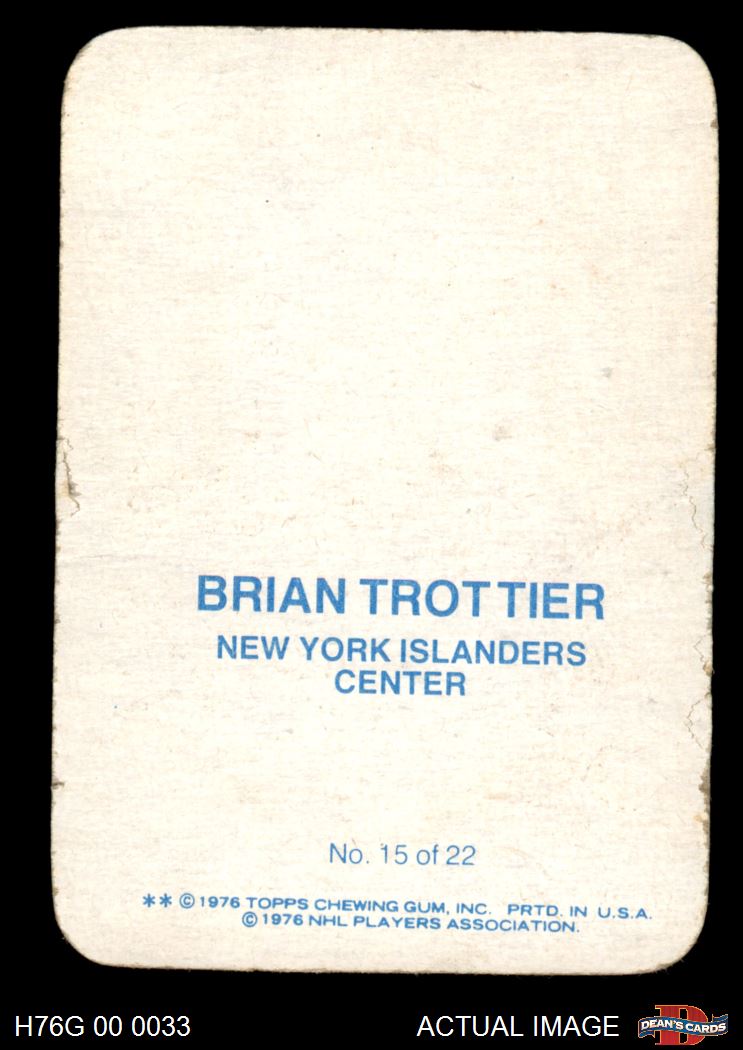 BRIAN TROTTIER
NEW YORK ISLANDERS
CENTER
No. 15 of 22
** © 1976 TOPPS CHEWING GUM, INC. PRTD. IN U.S.A.
© 1976 NHL PLAYERS ASSOCIATION.
H76G 00 0033 ACTUAL IMAGE DEAN'S CARDS